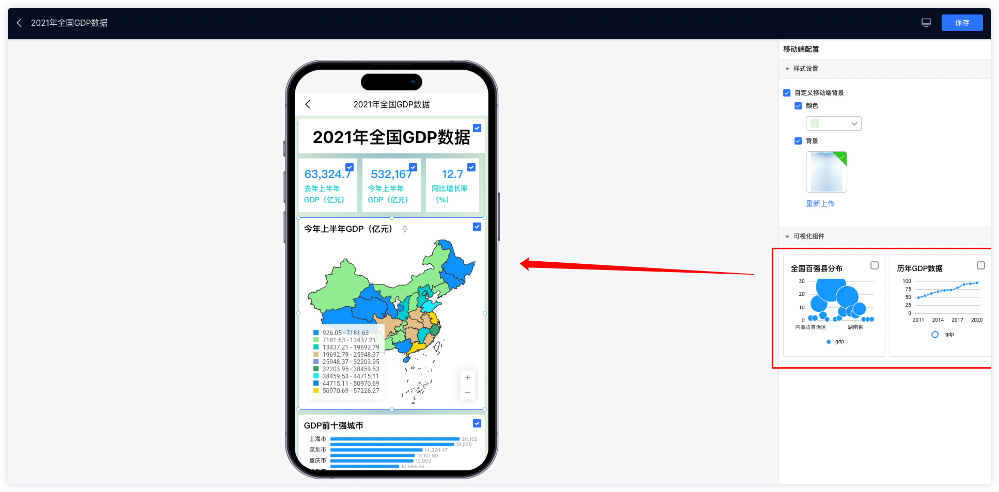 2021年全国GDP数据
保存
2021年全国GDP数据
2021年全国GDP数据
63,324.7
去年上半年
GDP（亿元）
532,167
今年上半年
GDP（亿元）
12.7
同比增长率
（%）
今年上半年GDP（亿元）
926.05 - 7181.63
7181.63 - 13437.21
13437.21 - 19692.79
19692.79 - 25948.37
25948.37 - 32203.95
32203.95 - 38459.53
38459.53 - 44715.11
44715.11 - 50970.69
50970.69 - 57226.27
+
−
GDP前十强城市
上海市
20,102
19,228
深圳市
14,324.47
13,101.89
重庆市
12,903
10,684.66
移动端配置
样式设置
自定义移动端背景
颜色
背景
重新上传
可视化组件
全国百强县分布
30
20
10
0
内蒙古自治区
湖南省
gdp
历年GDP数据
100
75
50
25
0
2011
2014
2017
2020
gdp